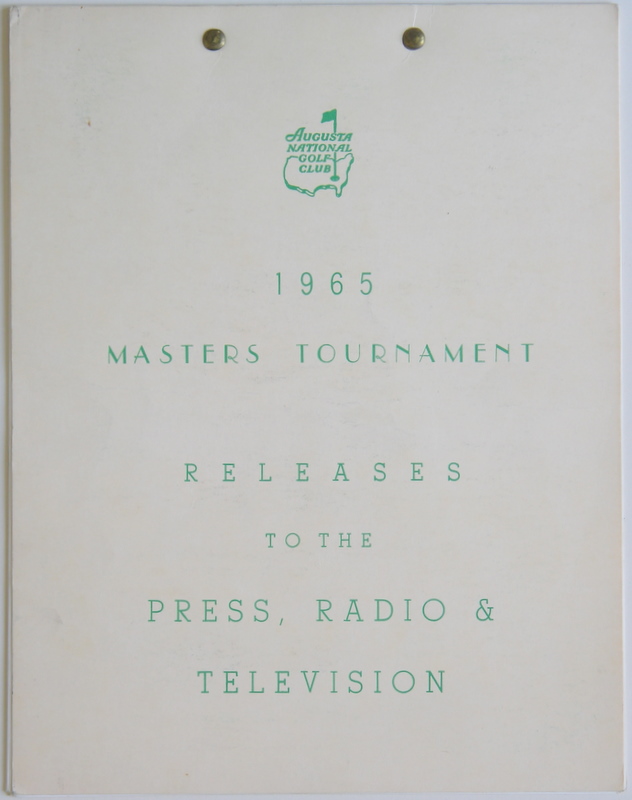 AUGUSTA
NATIONAL
GOLF
CLUB
1965
MASTERS TOURNAMENT
RELEASES
TO THE
PRESS, RADIO &
TELEVISION